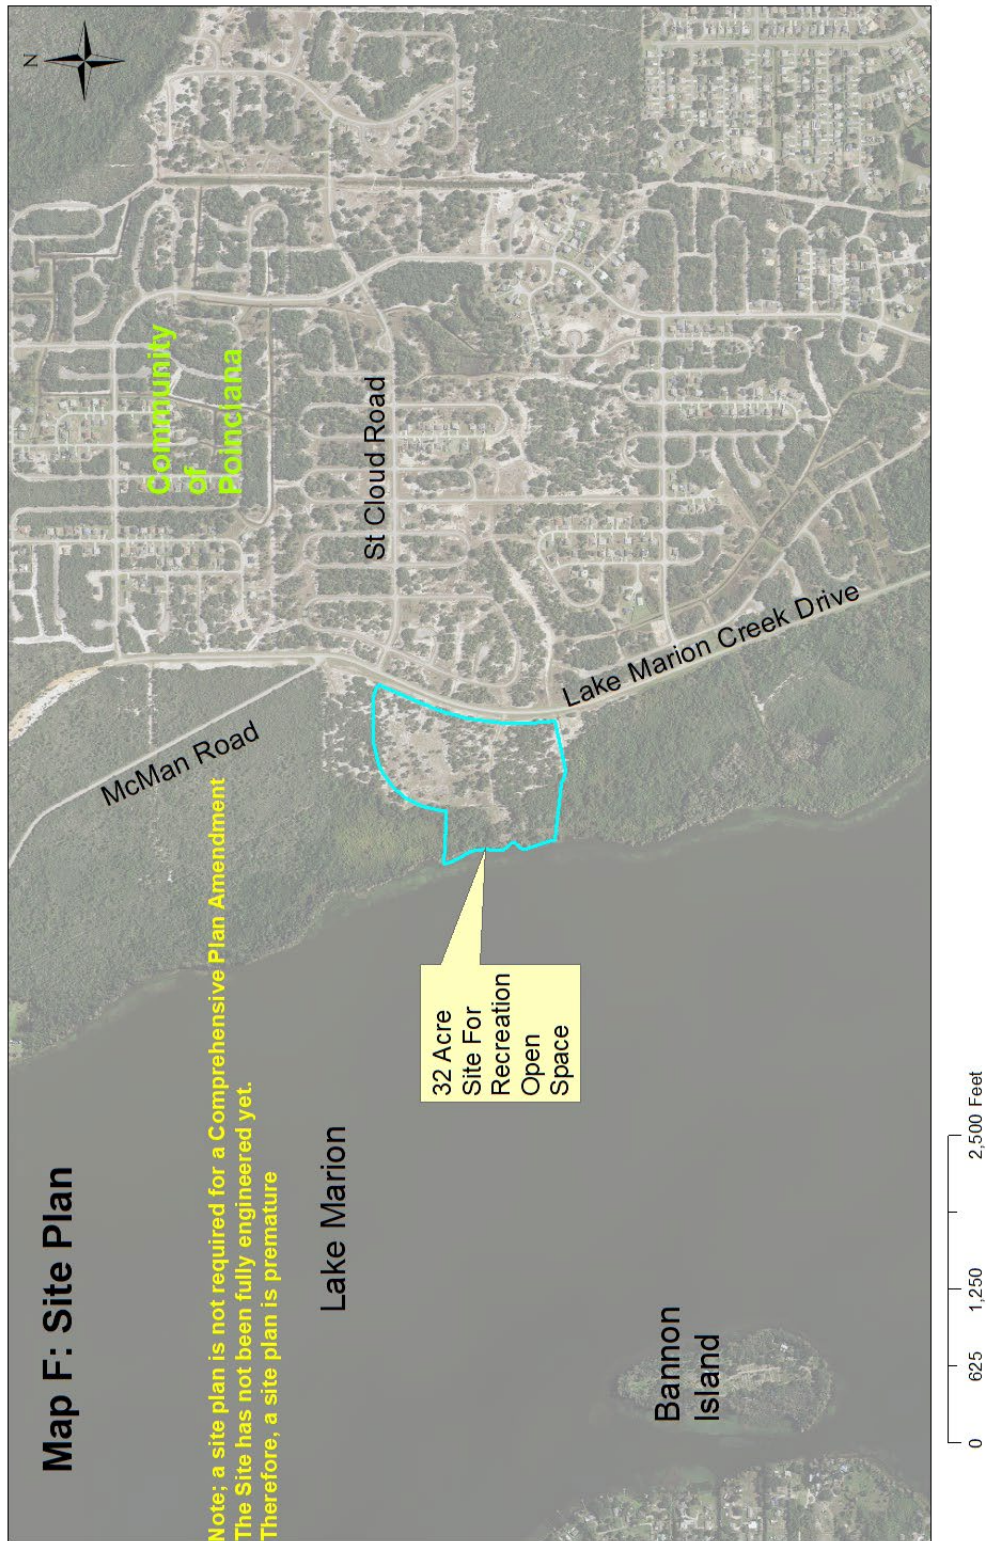 Map F: Site Plan
Note; a site plan is not required for a Comprehensive Plan Amendment
The Site has not been fully engineered yet.
Therefore, a site plan is premature
N
Community
of
Poinciana
McMan Road
St Cloud Road
Lake Marion
32 Acre
Site For
Recreation
Open
Space
Lake Marion Creek Drive
Bannon
Island
0 625 1,250 2,500 Feet